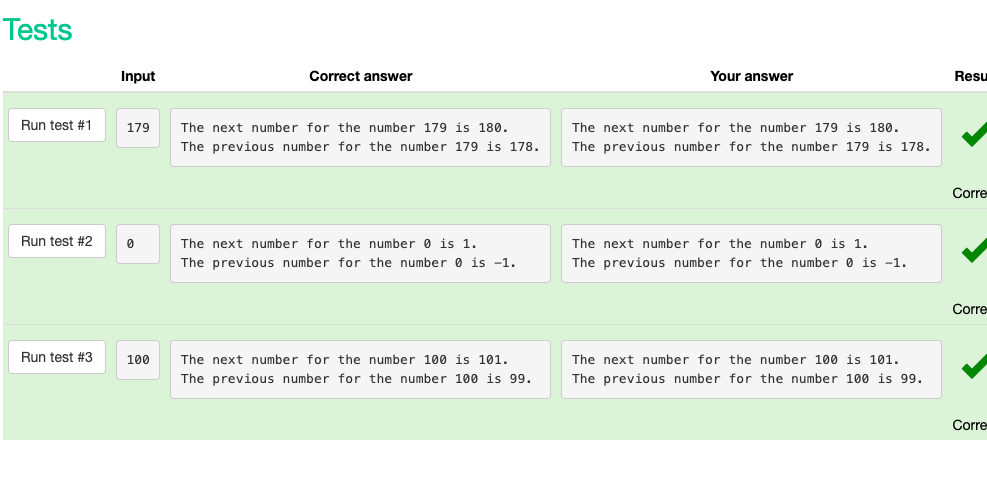 Tests
Input Correct answer Your answer Resu
Run test #1 179 The next number for the number 179 is 180. The next number for the number 179 is 180.
The previous number for the number 179 is 178. The previous number for the number 179 is 178.
Corre
Run test #2 0 The next number for the number 0 is 1. The next number for the number 0 is 1.
The previous number for the number 0 is -1. The previous number for the number 0 is -1.
Corre
Run test #3 100 The next number for the number 100 is 101. The next number for the number 100 is 101.
The previous number for the number 100 is 99. The previous number for the number 100 is 99.
Corre